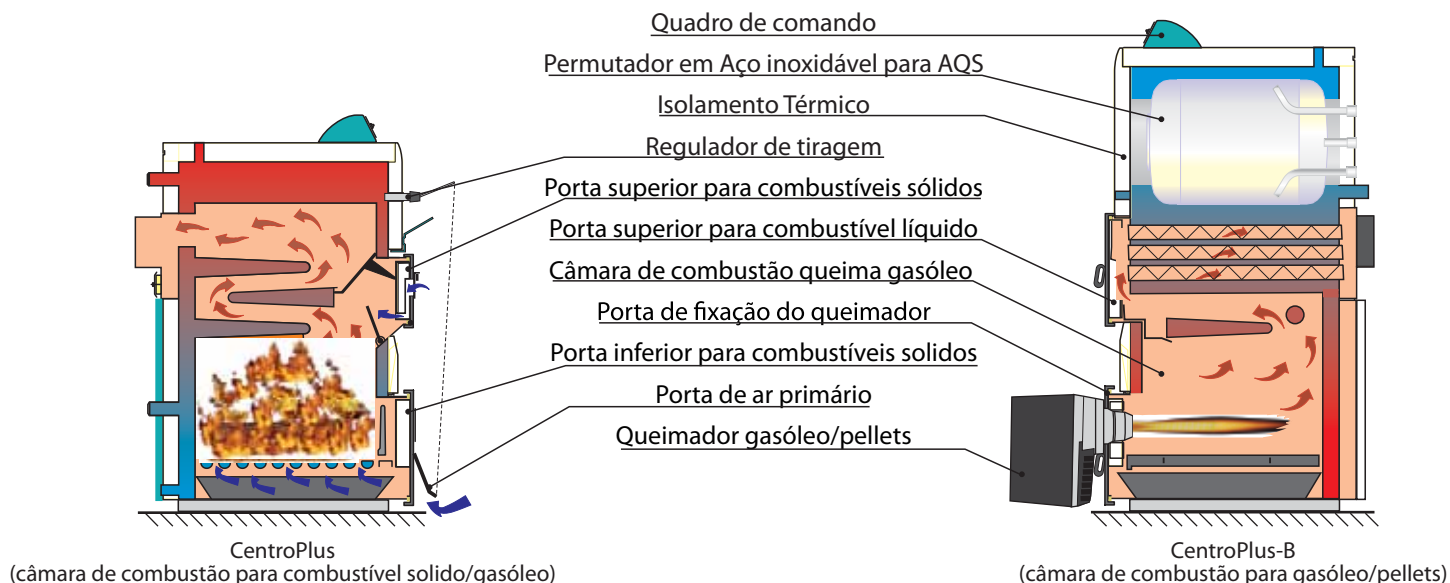 Quadro de comando
Permutador em Aço inoxidável para AQS
Isolamento Térmico
Regulador de tiragem
Porta superior para combustíveis sólidos
Porta superior para combustível líquido
Câmara de combustão queima gasóleo
Porta de fixação do queimador
Porta inferior para combustíveis solidos
Porta de ar primário
Queimador gasóleo/pellets
CentroPlus
(câmara de combustão para combustível solido/gasóleo)
CentroPlus-B
(câmara de combustão para gasóleo/pellets)